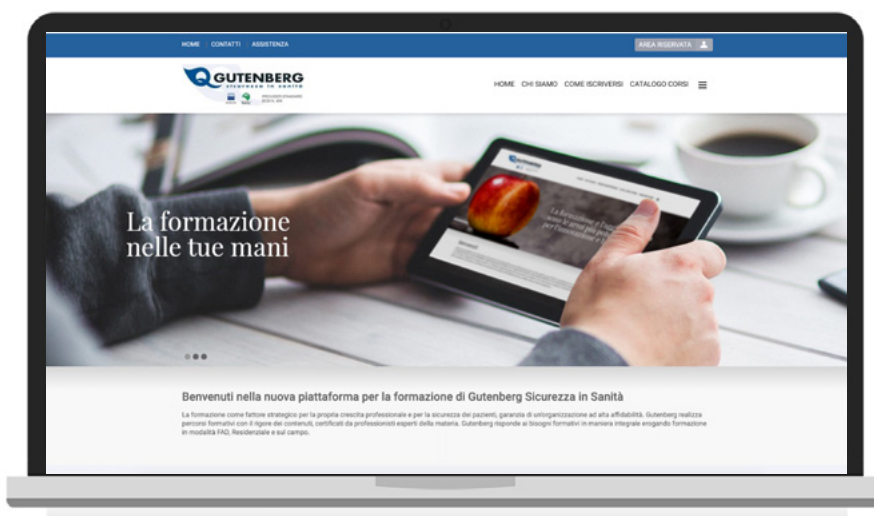 HOME CONTATTI ASSISTENZA
AREA RISERVATA
GUTENBERG
sicurezza in sanità
HOME CHI SIAMO COME ISCRIVERSI CATALOGO CORSI
La formazione
nelle tue mani
Benvenuti
Benvenuti nella nuova piattaforma per la formazione di Gutenberg Sicurezza in Sanità
La formazione come fattore strategico per la propria crescita professionale e per la sicurezza dei pazienti, garanzia di un'organizzazione ad alta affidabilità. Gutenberg realizza
percorsi formativi con il rigore dei contenuti, certificati da professionisti esperti della materia. Gutenberg risponde ai bisogni formativi in maniera integrale erogando formazione
in modalità FAD, Residenziale e sul campo.